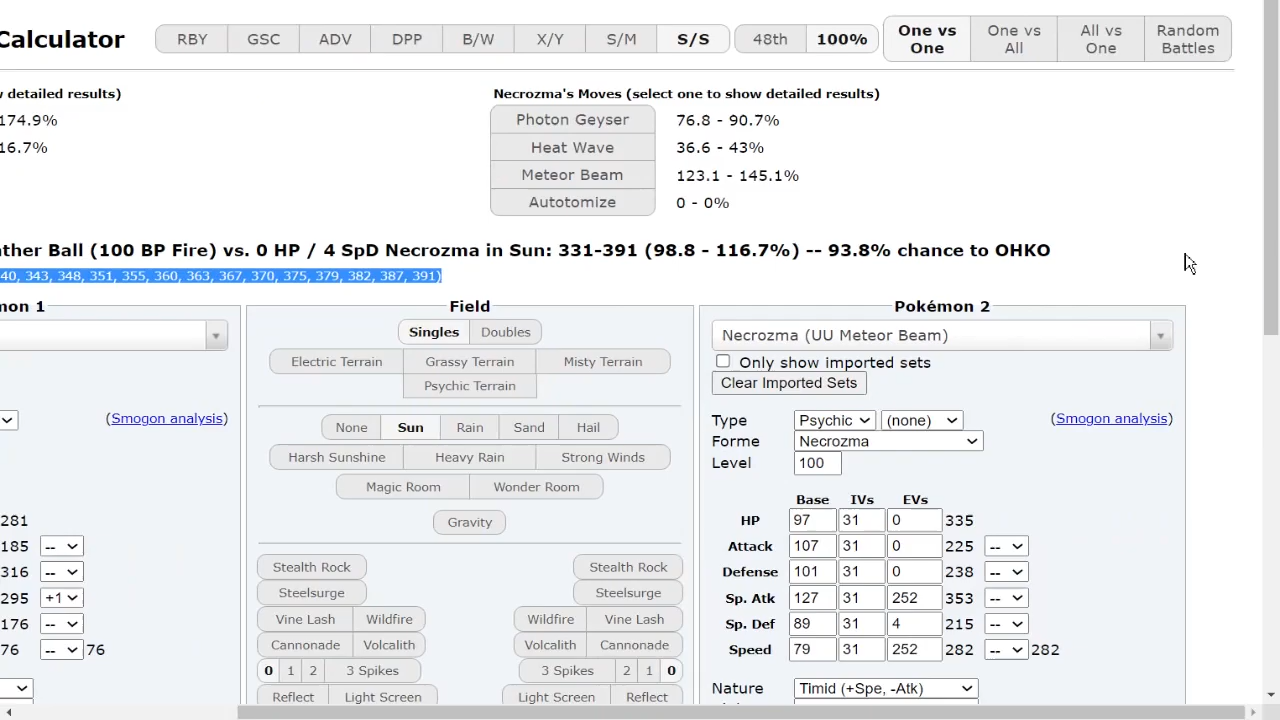 Calculator RBY GSC ADV DPP B/W X/Y S/M S/S 48th 100% One vs One One vs All All vs One Random Battles
detailed results) Necrozma's Moves (select one to show detailed results)
174.9% Photon Geyser 76.8 - 90.7%
16.7% Heat Wave 36.6 - 43%
Meteor Beam 123.1 - 145.1%
Autotomize 0 - 0%
ther Ball (100 BP Fire) vs. 0 HP / 4 SpD Necrozma in Sun: 331-391 (98.8 - 116.7%) -- 93.8% chance to OHKO
40, 343, 348, 351, 355, 360, 363, 367, 370, 375, 379, 382, 387, 391)
mon 1 Field Pokémon 2
Singles Doubles
Necrozma (UU Meteor Beam)
Electric Terrain Grassy Terrain Misty Terrain
Only show imported sets
Psychic Terrain
Clear Imported Sets
(Smogon analysis)
Type Psychic (none) (Smogon analysis)
None Sun Rain Sand Hail
Forme Necrozma
Harsh Sunshine Heavy Rain Strong Winds
Level 100
Magic Room Wonder Room
Base IVs EVs
281 Gravity HP 97 31 0 335
185 -- Attack 107 31 0 225 --
316 -- Stealth Rock Stealth Rock Defense 101 31 0 238 --
295 +1 Steelsurge Steelsurge Sp. Atk 127 31 252 353 --
176 -- Vine Lash Wildfire Wildfire Vine Lash Sp. Def 89 31 4 215 --
76 -- 76 Cannonade Volcalith Volcalith Cannonade Speed 79 31 252 282 -- 282
0 1 2 3 Spikes 3 Spikes 2 1 0
Reflect Light Screen Light Screen Reflect Nature Timid (+Spe, -Atk)